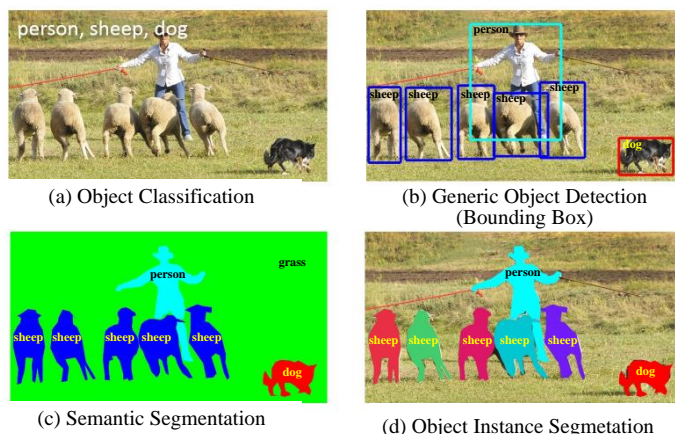 person, sheep, dog
person
sheep
sheep
sheep
sheep
sheep
dog
(a) Object Classification
(b) Generic Object Detection
(Bounding Box)
grass
person
sheep
sheep
sheep
sheep
sheep
dog
person
sheep
sheep
sheep
sheep
sheep
dog
(c) Semantic Segmentation
(d) Object Instance Segmetation